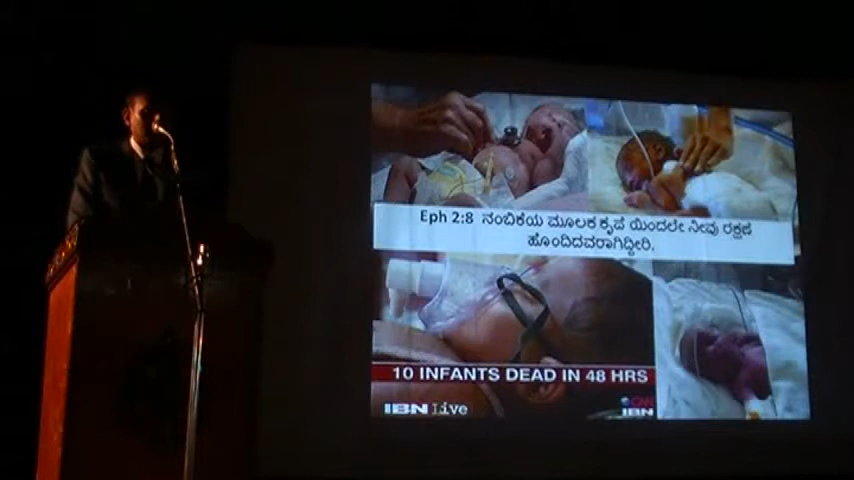 Eph 2:8 ನಂಬಿಕೆಯ ಮೂಲಕ ಕೃಪೆ ಯಿಂದಲೇ ನೀವು ರಕ್ಷಣೆ
ಹೊಂದಿದವರಾಗಿದ್ದೀರಿ.
10 INFANTS DEAD IN 48 HRS
IBN Live
CNN
IBN